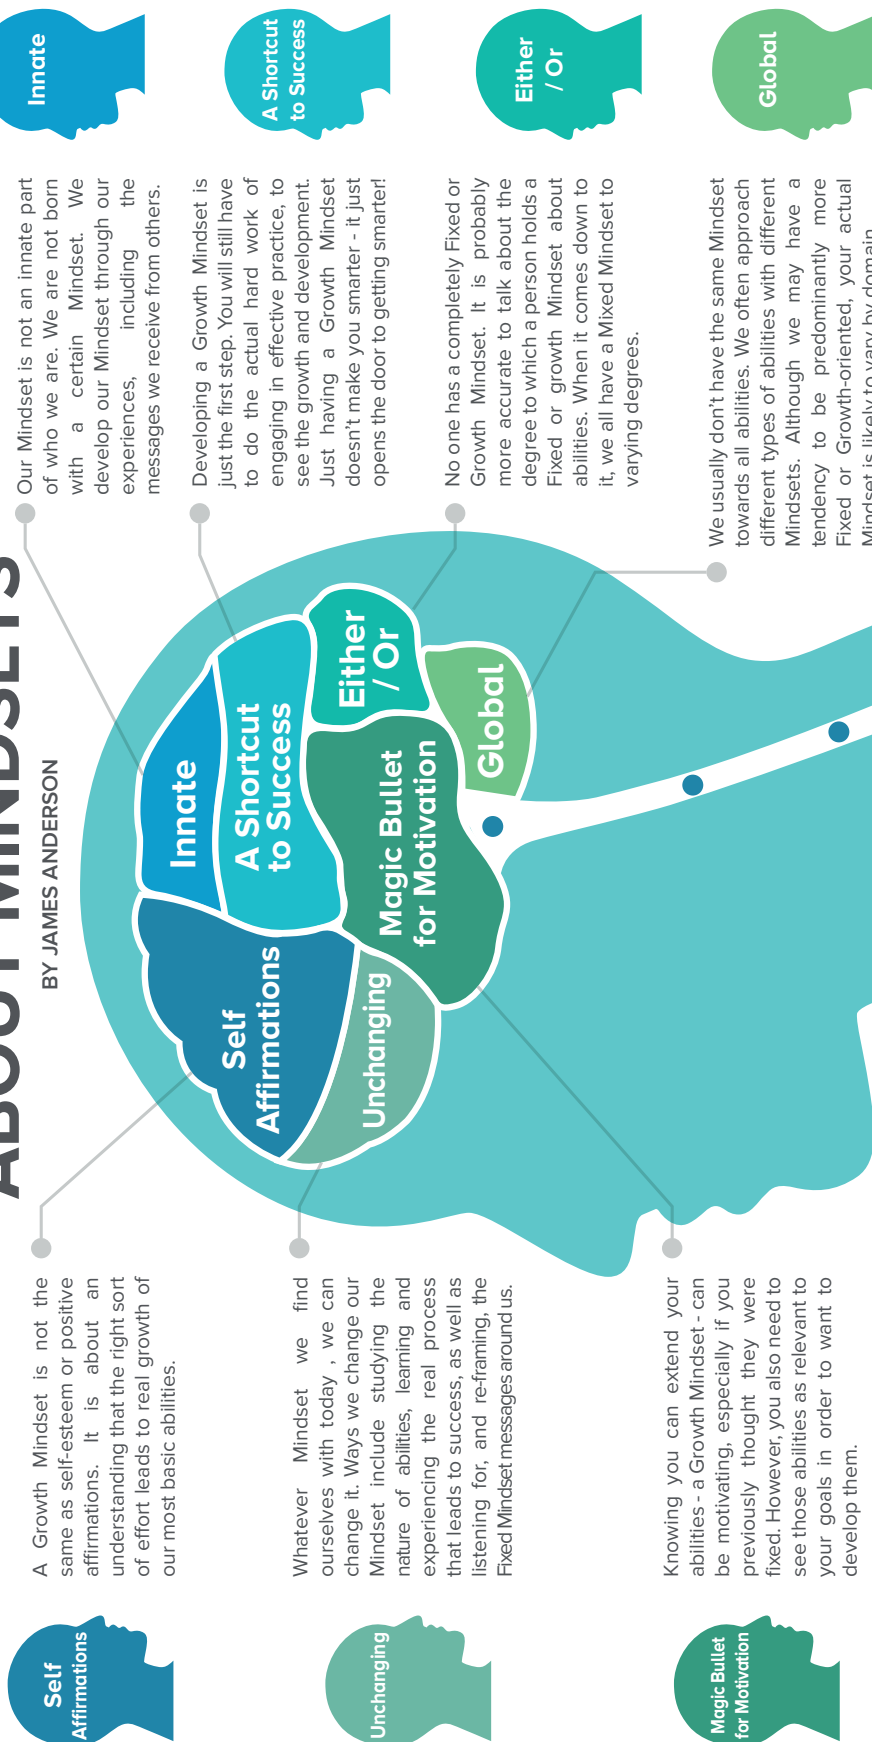 ABOUT MINDSETS
BY JAMES ANDERSON
Self
Affirmations
A Growth Mindset is not the
same as self-esteem or positive
affirmations. It is about an
understanding that the right sort
of effort leads to real growth of
our most basic abilities.
Unchanging
Whatever Mindset we find
ourselves with today , we can
change it. Ways we change our
Mindset include studying the
nature of abilities, learning and
experiencing the real process
that leads to success, as well as
listening for, and re-framing, the
Fixed Mindset messages around us.
Magic Bullet
for Motivation
Knowing you can extend your
abilities - a Growth Mindset - can
be motivating, especially if you
previously thought they were
fixed. However, you also need to
see those abilities as relevant to
your goals in order to want to
develop them.
Self
Affirmations
Unchanging
Innate
A Shortcut
to Success
Magic Bullet
for Motivation
Either
/ Or
Global
Our Mindset is not an innate part
of who we are. We are not born
with a certain Mindset. We
develop our Mindset through our
experiences, including the
messages we receive from others.
Innate
Developing a Growth Mindset is
just the first step. You will still have
to do the actual hard work of
engaging in effective practice, to
see the growth and development.
Just having a Growth Mindset
doesn't make you smarter - it just
opens the door to getting smarter!
A Shortcut
to Success
No one has a completely Fixed or
Growth Mindset. It is probably
more accurate to talk about the
degree to which a person holds a
Fixed or growth Mindset about
abilities. When it comes down to
it, we all have a Mixed Mindset to
varying degrees.
Either
/ Or
We usually don't have the same Mindset
towards all abilities. We often approach
different types of abilities with different
Mindsets. Although we may have a
tendency to be predominantly more
Fixed or Growth-oriented, your actual
Mindset is likely to vary by domain
Global